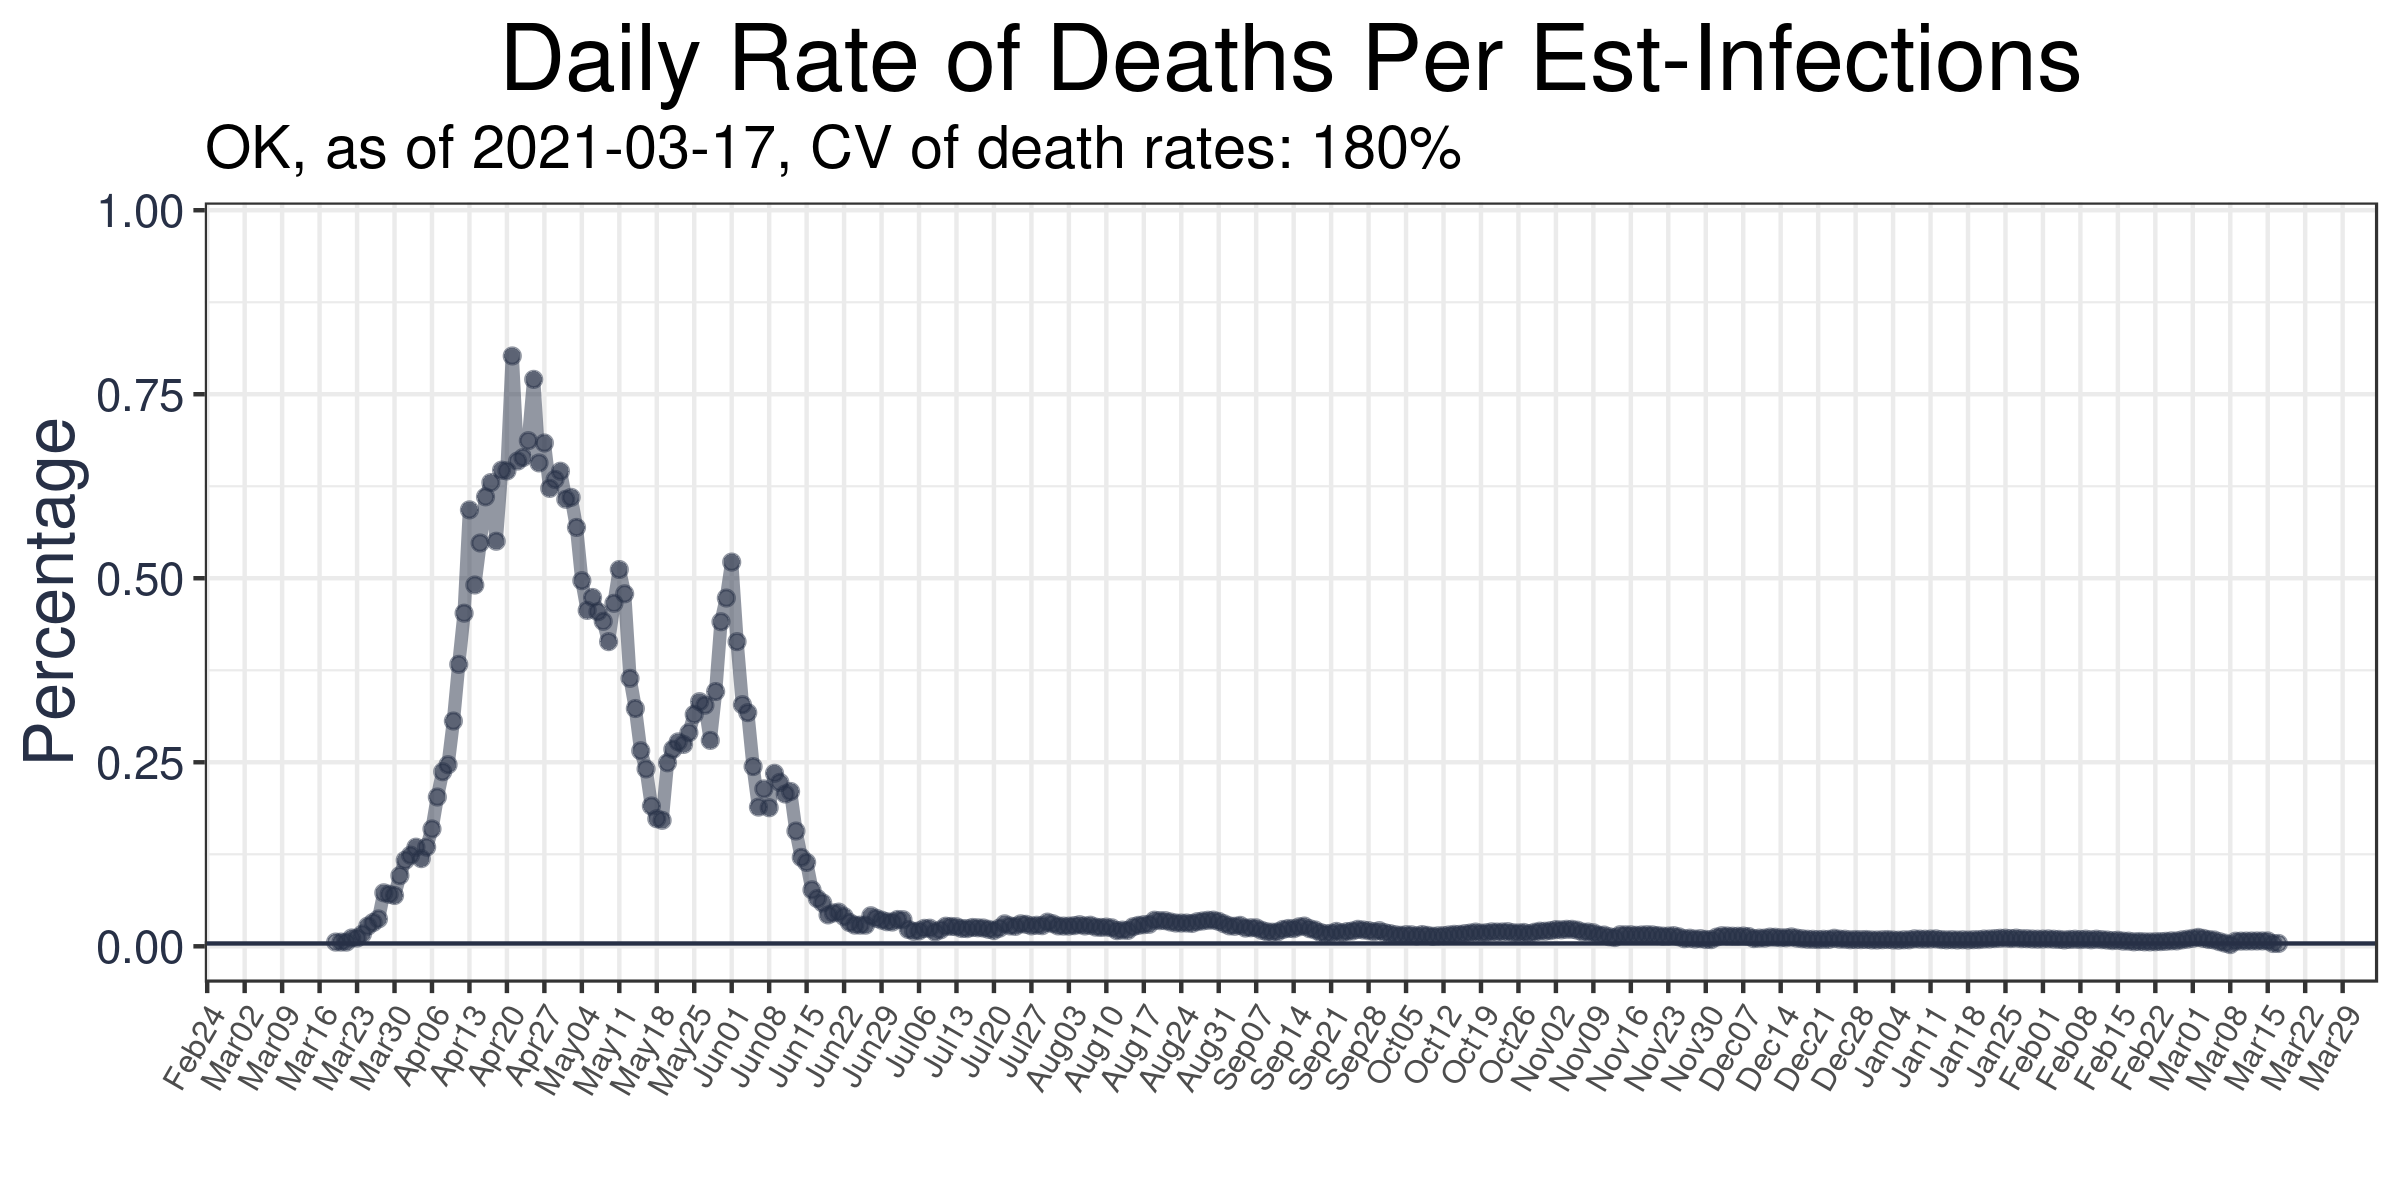 Daily Rate of Deaths Per Est-Infections
OK, as of 2021-03-17, CV of death rates: 180%
Percentage
1.00
0.75
0.50
0.25
0.00
Feb24
Mar02
Mar09
Mar16
Mar23
Mar30
Apr06
Apr13
Apr20
Apr27
May04
May11
May18
May25
Jun01
Jun08
Jun15
Jun22
Jun29
Jul06
Jul13
Jul20
Jul27
Aug03
Aug10
Aug17
Aug24
Aug31
Sep07
Sep14
Sep21
Sep28
Oct05
Oct12
Oct19
Oct26
Nov02
Nov09
Nov16
Nov23
Nov30
Dec07
Dec14
Dec21
Dec28
Jan04
Jan11
Jan18
Jan25
Feb01
Feb08
Feb15
Feb22
Mar01
Mar08
Mar15
Mar22
Mar29